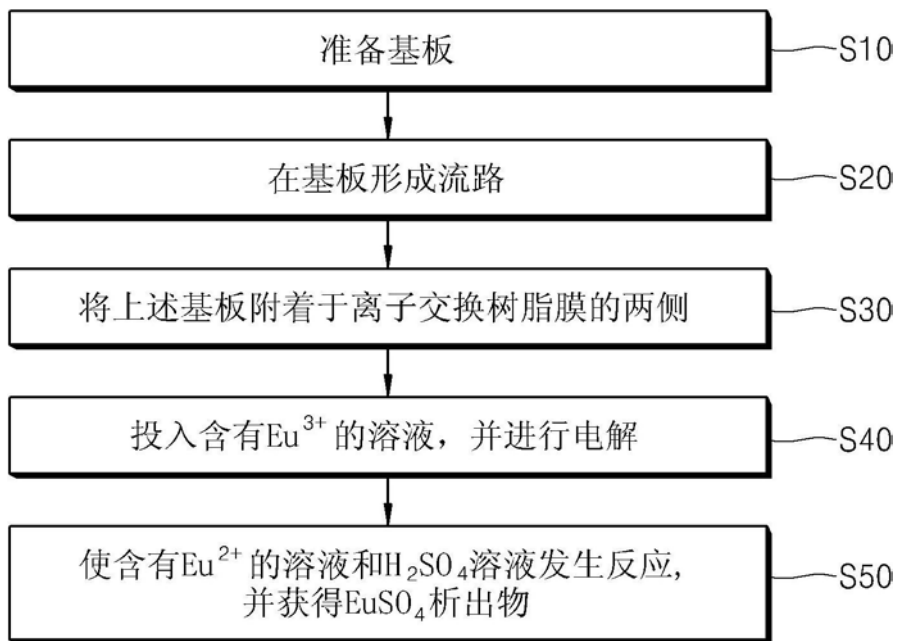 准备基板
S10
在基板形成流路
S20
将上述基板附着于离子交换树脂膜的两侧
S30
投入含有Eu³⁺的溶液，并进行电解
S40
使含有Eu²⁺的溶液和H₂SO₄溶液发生反应,
并获得EuSO₄析出物
S50